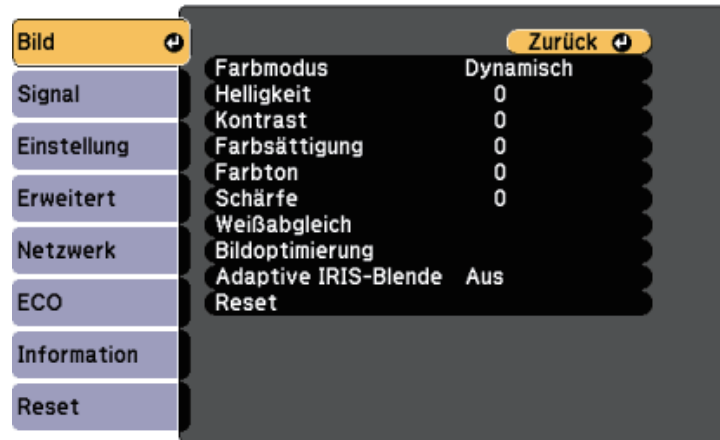 Bild
Signal
Einstellung
Erweitert
Netzwerk
ECO
Information
Reset
Zurück
Farbmodus Dynamisch
Helligkeit 0
Kontrast 0
Farbsättigung 0
Farbton 0
Schärfe 0
Weißabgleich
Bildoptimierung
Adaptive IRIS-Blende Aus
Reset